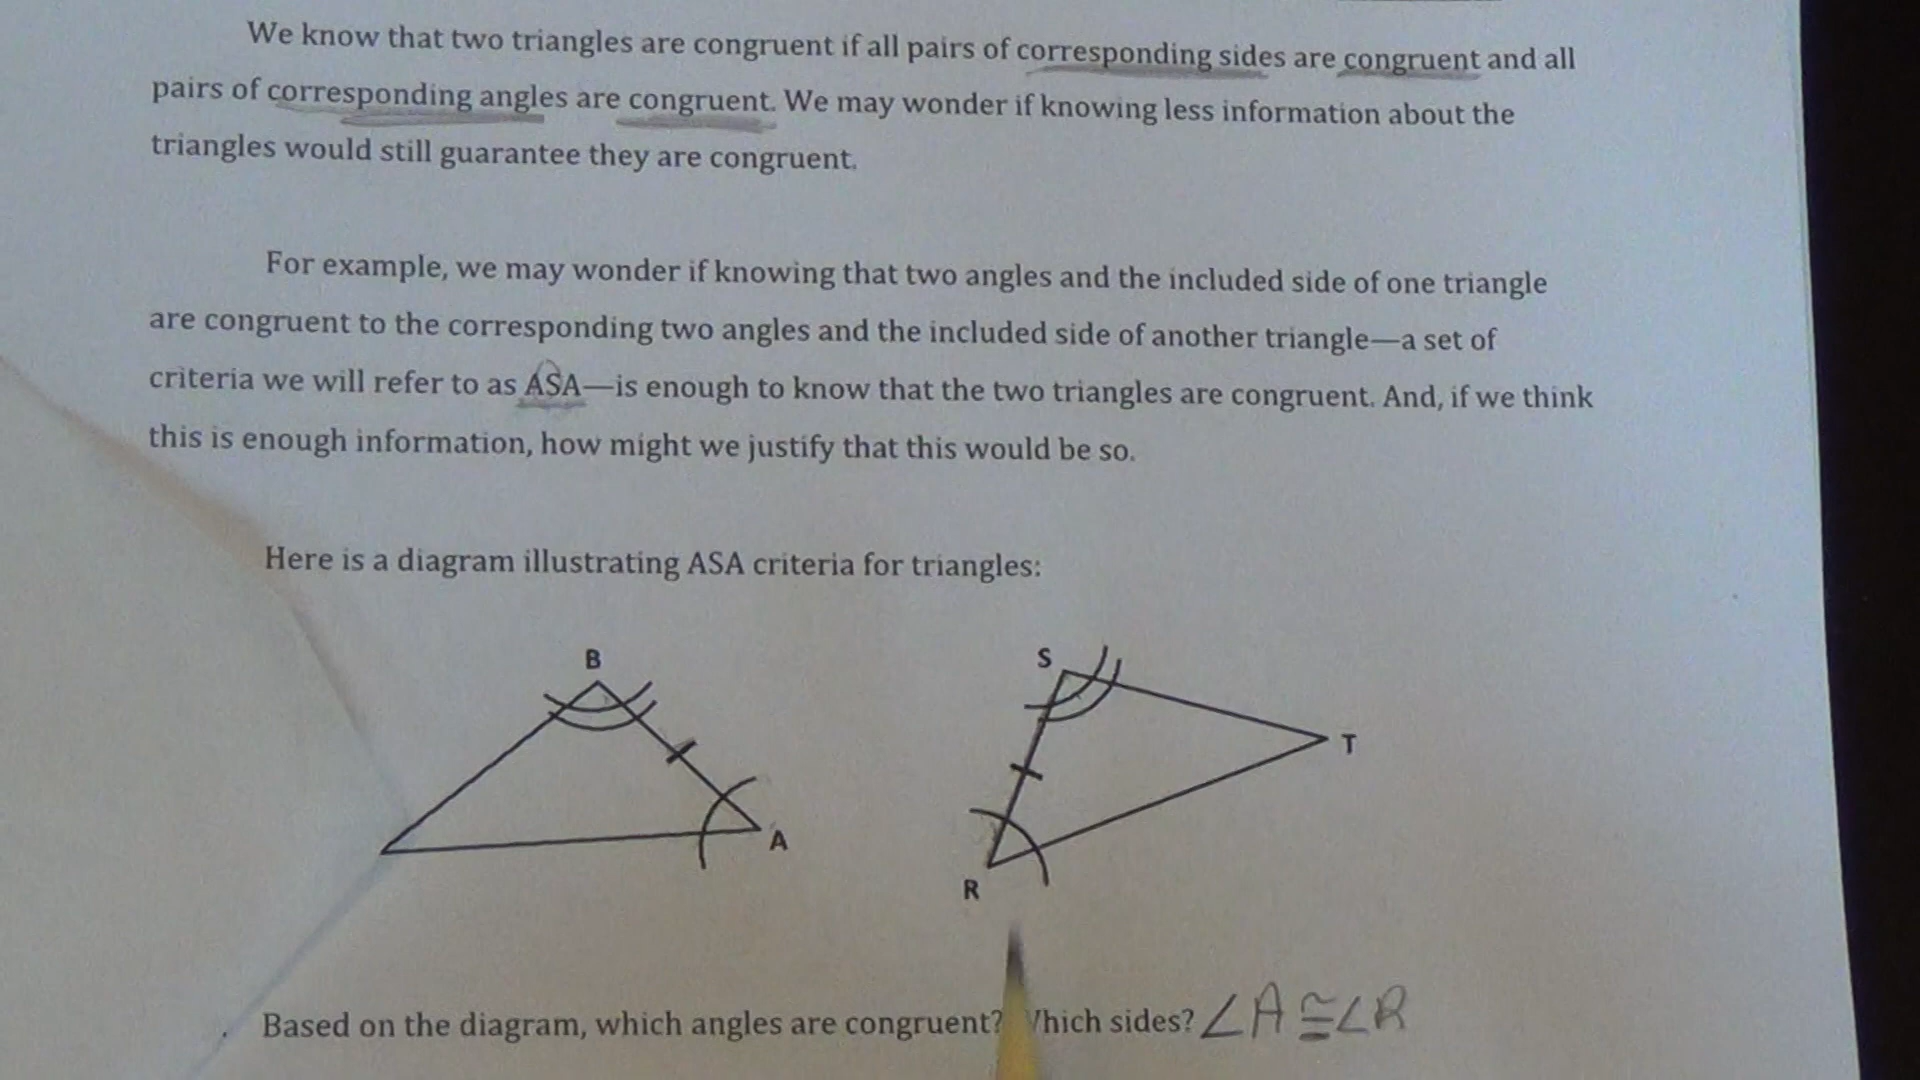 We know that two triangles are congruent if all pairs of corresponding sides are congruent and all
pairs of corresponding angles are congruent. We may wonder if knowing less information about the
triangles would still guarantee they are congruent.
For example, we may wonder if knowing that two angles and the included side of one triangle
are congruent to the corresponding two angles and the included side of another triangle—a set of
criteria we will refer to as ASA—is enough to know that the two triangles are congruent. And, if we think
this is enough information, how might we justify that this would be so.
Here is a diagram illustrating ASA criteria for triangles:
B
S
T
A
R
Based on the diagram, which angles are congruent? hich sides? ∠A ≅ ∠R